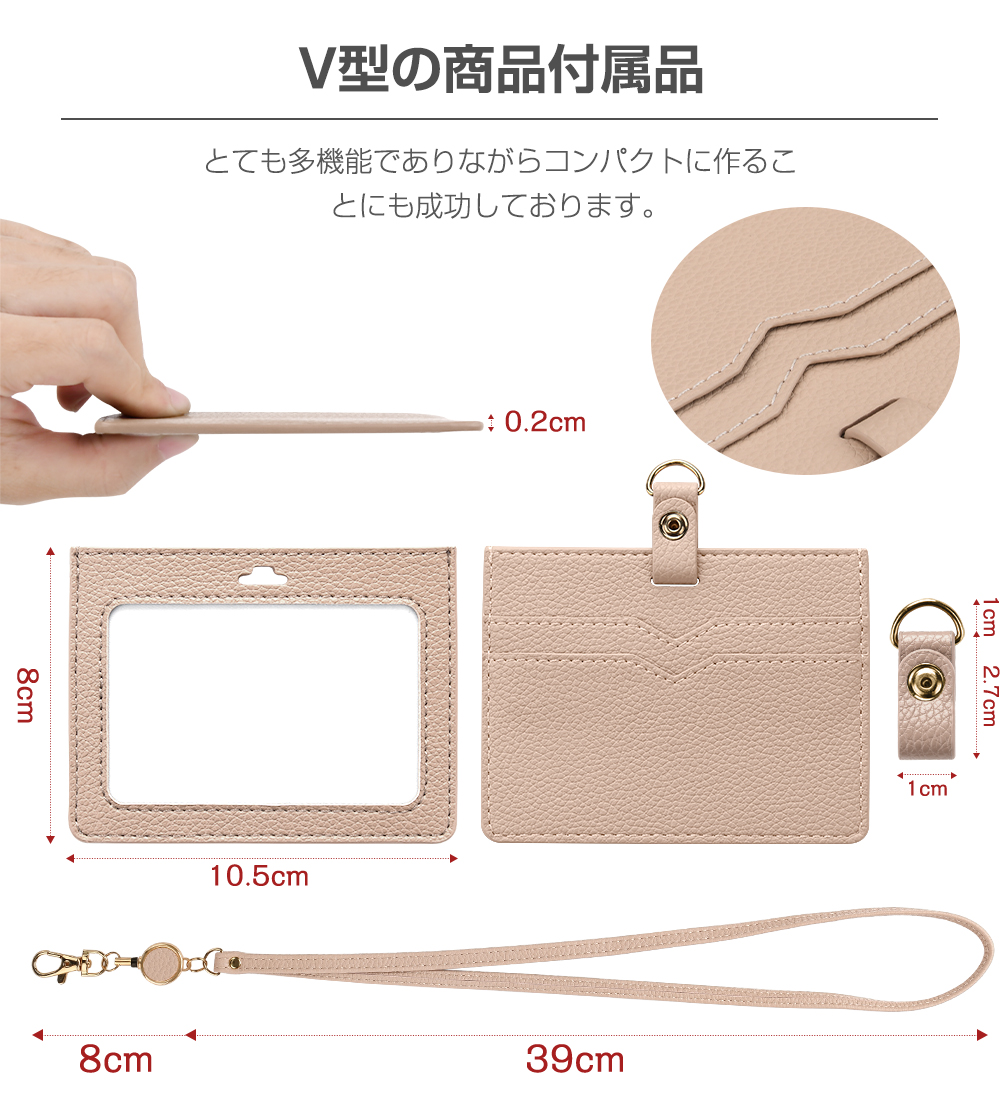 V型の商品付属品
とても多機能でありながらコンパクトに作るこ
とにも成功しております。
0.2cm
8cm
10.5cm
1cm
2.7cm
1cm
8cm
39cm